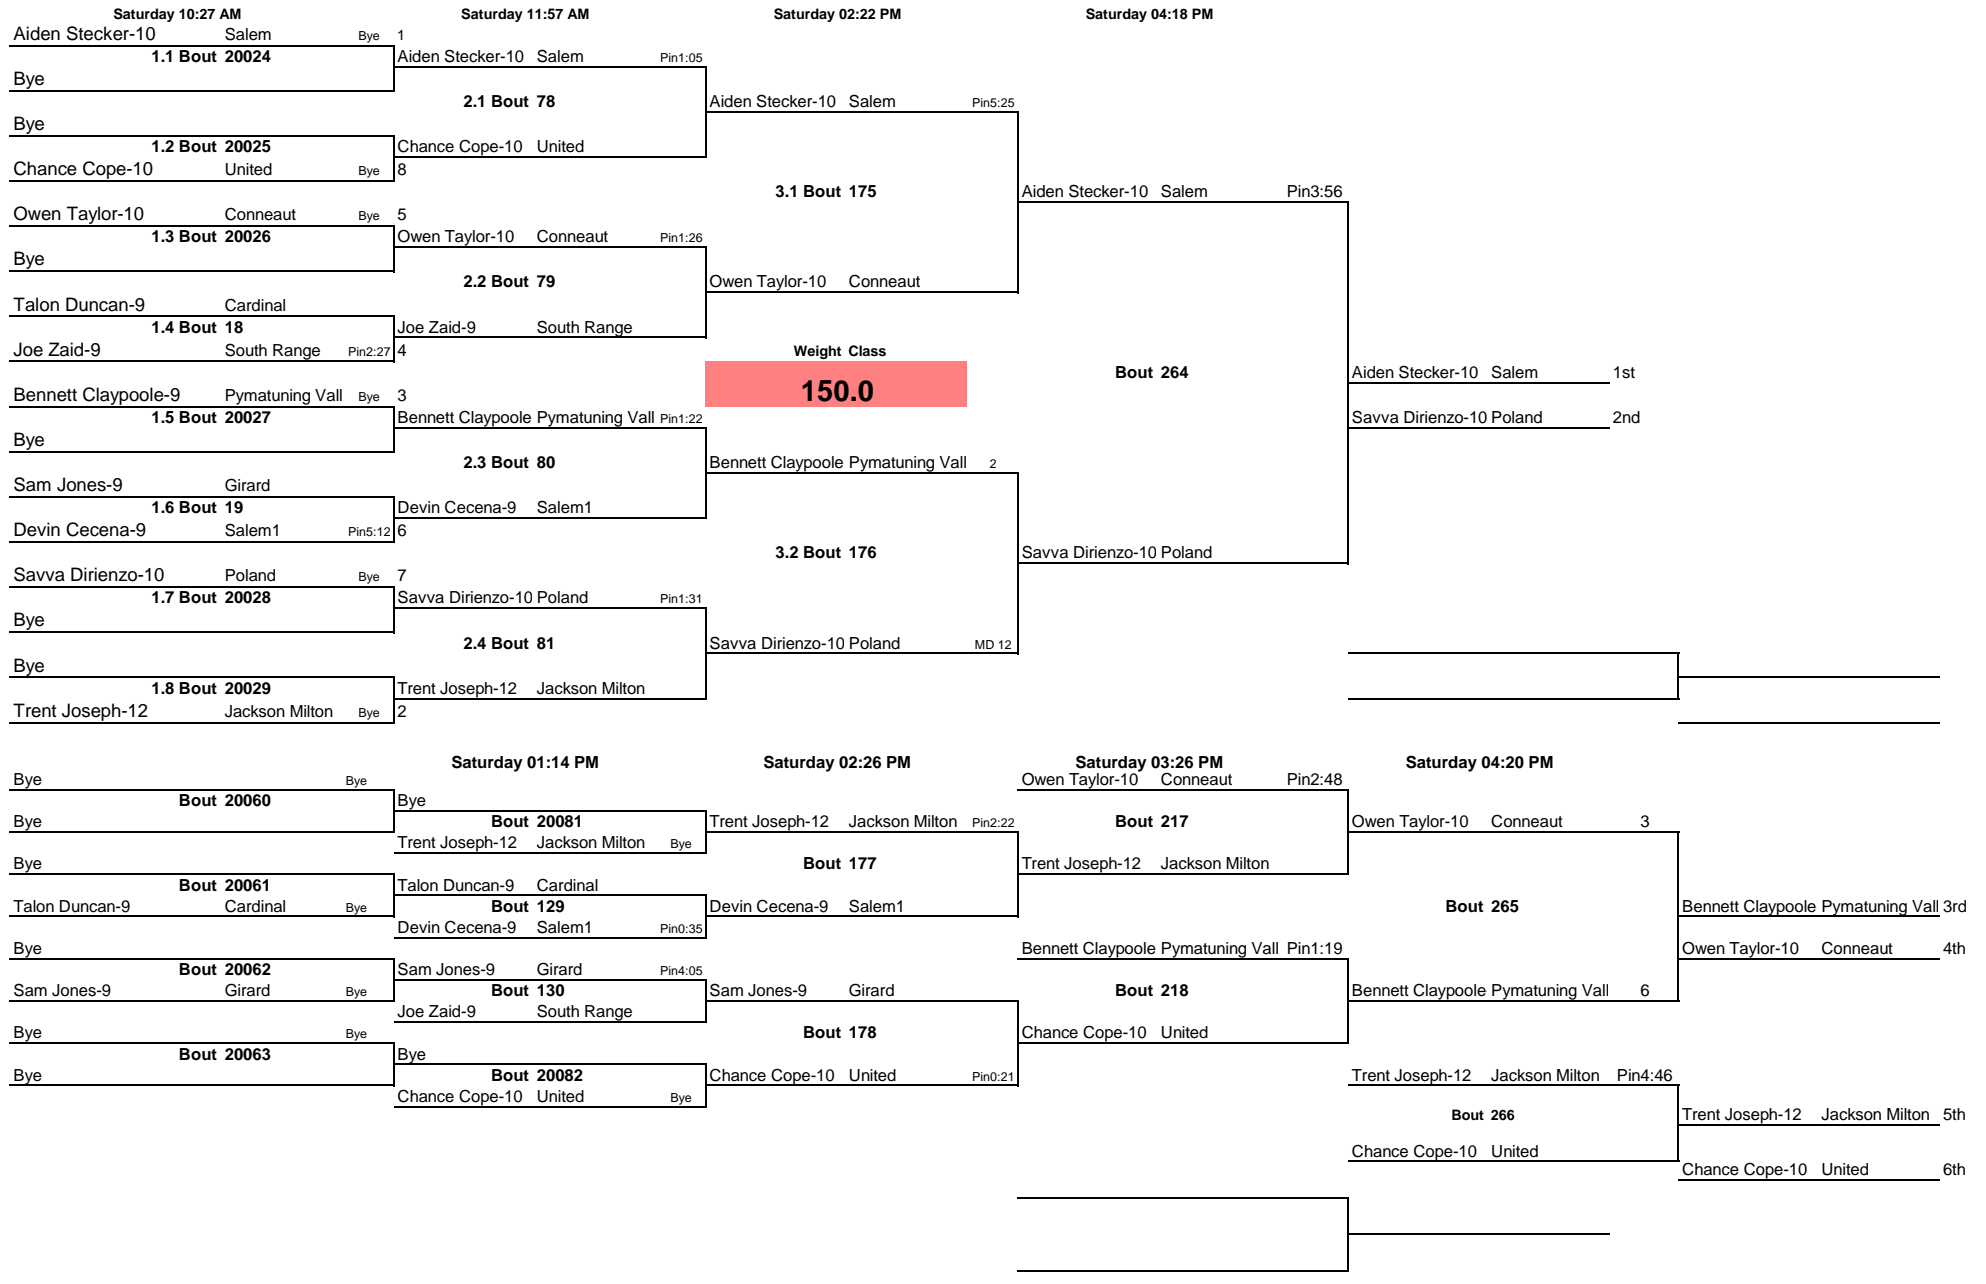 Saturday 10:27 AM Saturday 11:57 AM Saturday 02:22 PM Saturday 04:18 PM
Aiden Stecker-10 Salem Bye 1
1.1 Bout 20024 Aiden Stecker-10 Salem Pin1:05
Bye
2.1 Bout 78 Aiden Stecker-10 Salem Pin5:25
Bye
1.2 Bout 20025 Chance Cope-10 United
Chance Cope-10 United Bye 8
3.1 Bout 175 Aiden Stecker-10 Salem Pin3:56
Owen Taylor-10 Conneaut Bye 5
1.3 Bout 20026 Owen Taylor-10 Conneaut Pin1:26
Bye
2.2 Bout 79 Owen Taylor-10 Conneaut
Talon Duncan-9 Cardinal
1.4 Bout 18 Joe Zaid-9 South Range
Joe Zaid-9 South Range Pin2:27 4 Weight Class
Bout 264 Aiden Stecker-10 Salem 1st
150.0
Bennett Claypoole-9 Pymatuning Vall Bye 3
1.5 Bout 20027 Bennett Claypoole Pymatuning Vall Pin1:22 Savva Dirienzo-10 Poland 2nd
Bye
2.3 Bout 80 Bennett Claypoole Pymatuning Vall 2
Sam Jones-9 Girard
1.6 Bout 19 Devin Cecena-9 Salem1
Devin Cecena-9 Salem1 Pin5:12 6
3.2 Bout 176 Savva Dirienzo-10 Poland
Savva Dirienzo-10 Poland Bye 7
1.7 Bout 20028 Savva Dirienzo-10 Poland Pin1:31
Bye
2.4 Bout 81 Savva Dirienzo-10 Poland MD 12
Bye
1.8 Bout 20029 Trent Joseph-12 Jackson Milton
Trent Joseph-12 Jackson Milton Bye 2
Saturday 01:14 PM Saturday 02:26 PM Saturday 03:26 PM Saturday 04:20 PM
Bye Bye Owen Taylor-10 Conneaut Pin2:48
Bout 20060 Bye
Bye Bout 20081 Trent Joseph-12 Jackson Milton Pin2:22 Bout 217 Owen Taylor-10 Conneaut 3
Trent Joseph-12 Jackson Milton Bye
Bye Bout 177 Trent Joseph-12 Jackson Milton
Bout 20061 Talon Duncan-9 Cardinal
Talon Duncan-9 Cardinal Bye Bout 129 Devin Cecena-9 Salem1 Bout 265 Bennett Claypoole Pymatuning Vall 3rd
Devin Cecena-9 Salem1 Pin0:35
Bye Bennett Claypoole Pymatuning Vall Pin1:19 Owen Taylor-10 Conneaut 4th
Bout 20062 Sam Jones-9 Girard Pin4:05
Sam Jones-9 Girard Bye Bout 130 Sam Jones-9 Girard Bout 218 Bennett Claypoole Pymatuning Vall 6
Joe Zaid-9 South Range
Bye Bye Bout 178 Chance Cope-10 United
Bout 20063 Bye
Bye Bout 20082 Chance Cope-10 United Pin0:21 Trent Joseph-12 Jackson Milton Pin4:46
Chance Cope-10 United Bye
Bout 266 Trent Joseph-12 Jackson Milton 5th
Chance Cope-10 United
Chance Cope-10 United 6th